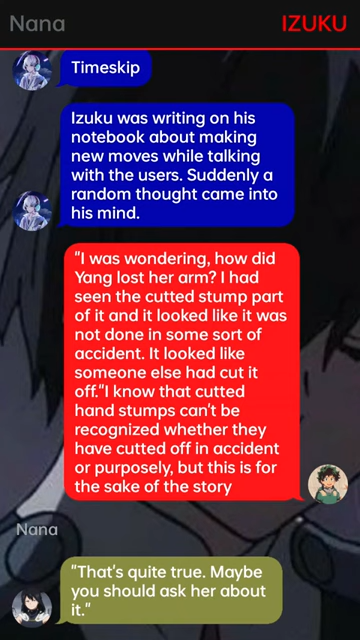 Nana
IZUKU
Timeskip
Izuku was writing on his
notebook about making
new moves while talking
with the users. Suddenly a
random thought came into
his mind.
"I was wondering, how did
Yang lost her arm? I had
seen the cutted stump part
of it and it looked like it was
not done in some sort of
accident. It looked like
someone else had cut it
off."I know that cutted
hand stumps can't be
recognized whether they
have cutted off in accident
or purposely, but this is for
the sake of the story
Nana
"That's quite true. Maybe
you should ask her about
it."